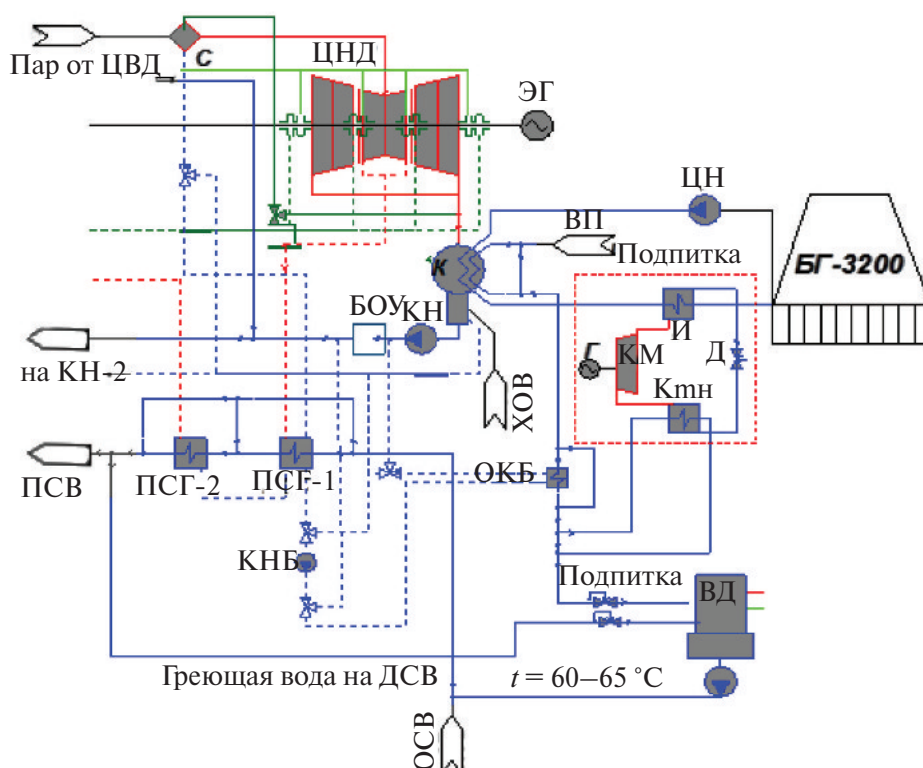 ЦНД
С
Пар от ЦВД
ЭГ
ЦН
ВП
Подпитка
БГ-3200
К
БОУ
КН
И
Г
КМ
Д
на КН-2
ХОВ
Kmн
ПСВ
ПСГ-2
ПСГ-1
ОКБ
КНБ
Подпитка
ВД
Греющая вода на ДСВ
t = 60–65 °C
ОСВ